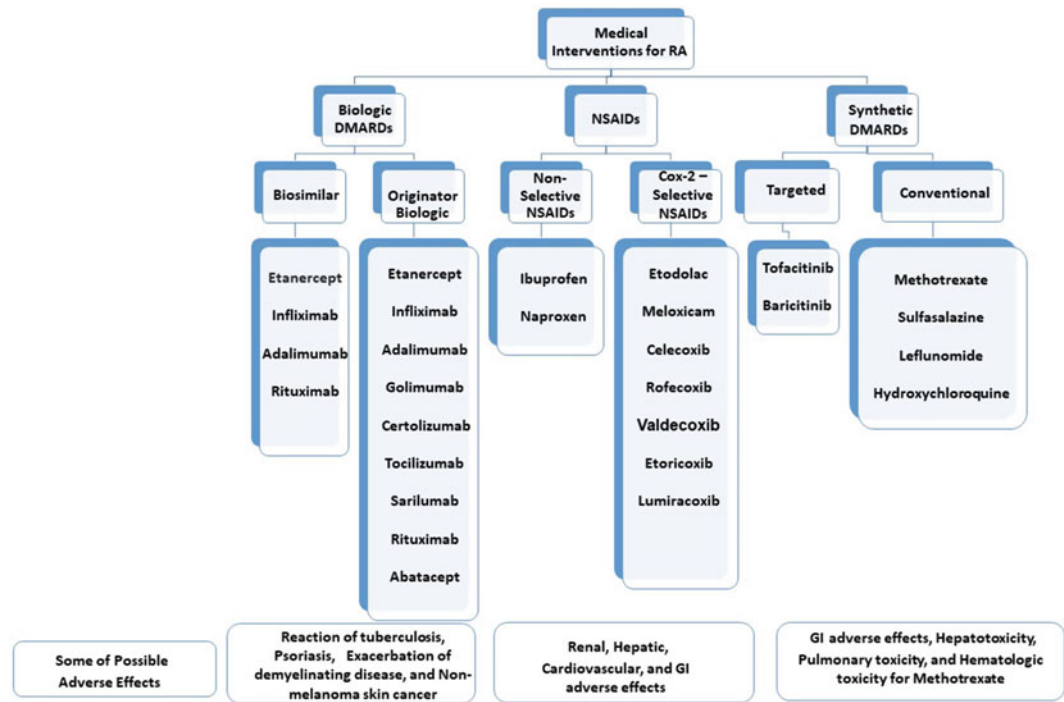 Medical
Interventions for RA
Biologic
DMARDs
NSAIDs
Synthetic
DMARDs
Biosimilar
Originator
Biologic
Non-
Selective
NSAIDs
Cox-2 –
Selective
NSAIDs
Targeted
Conventional
Etanercept
Infliximab
Adalimumab
Rituximab
Etanercept
Infliximab
Adalimumab
Golimumab
Certolizumab
Tocilizumab
Sarilumab
Rituximab
Abatacept
Ibuprofen
Naproxen
Etodolac
Meloxicam
Celecoxib
Rofecoxib
Valdecoxib
Etoricoxib
Lumiracoxib
Tofacitinib
Baricitinib
Methotrexate
Sulfasalazine
Leflunomide
Hydroxychloroquine
Some of Possible
Adverse Effects
Reaction of tuberculosis,
Psoriasis, Exacerbation of
demyelinating disease, and Non-
melanoma skin cancer
Renal, Hepatic,
Cardiovascular, and GI
adverse effects
GI adverse effects, Hepatotoxicity,
Pulmonary toxicity, and Hematologic
toxicity for Methotrexate